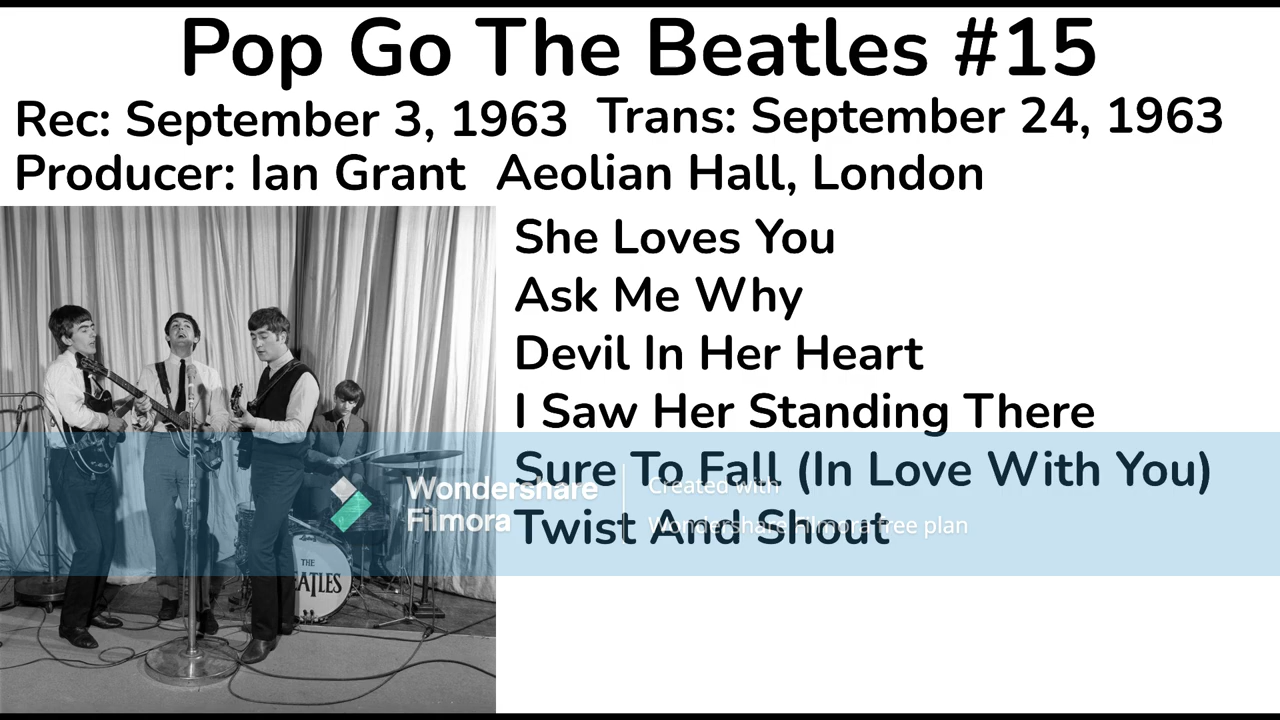 Pop Go The Beatles #15
Rec: September 3, 1963 Trans: September 24, 1963
Producer: Ian Grant Aeolian Hall, London
She Loves You
Ask Me Why
Devil In Her Heart
I Saw Her Standing There
Sure To Fall (In Love With You)
Twist And Shout
Wondershare
Filmora
Created with
Wondershare Filmora free plan
THE
BEATLES